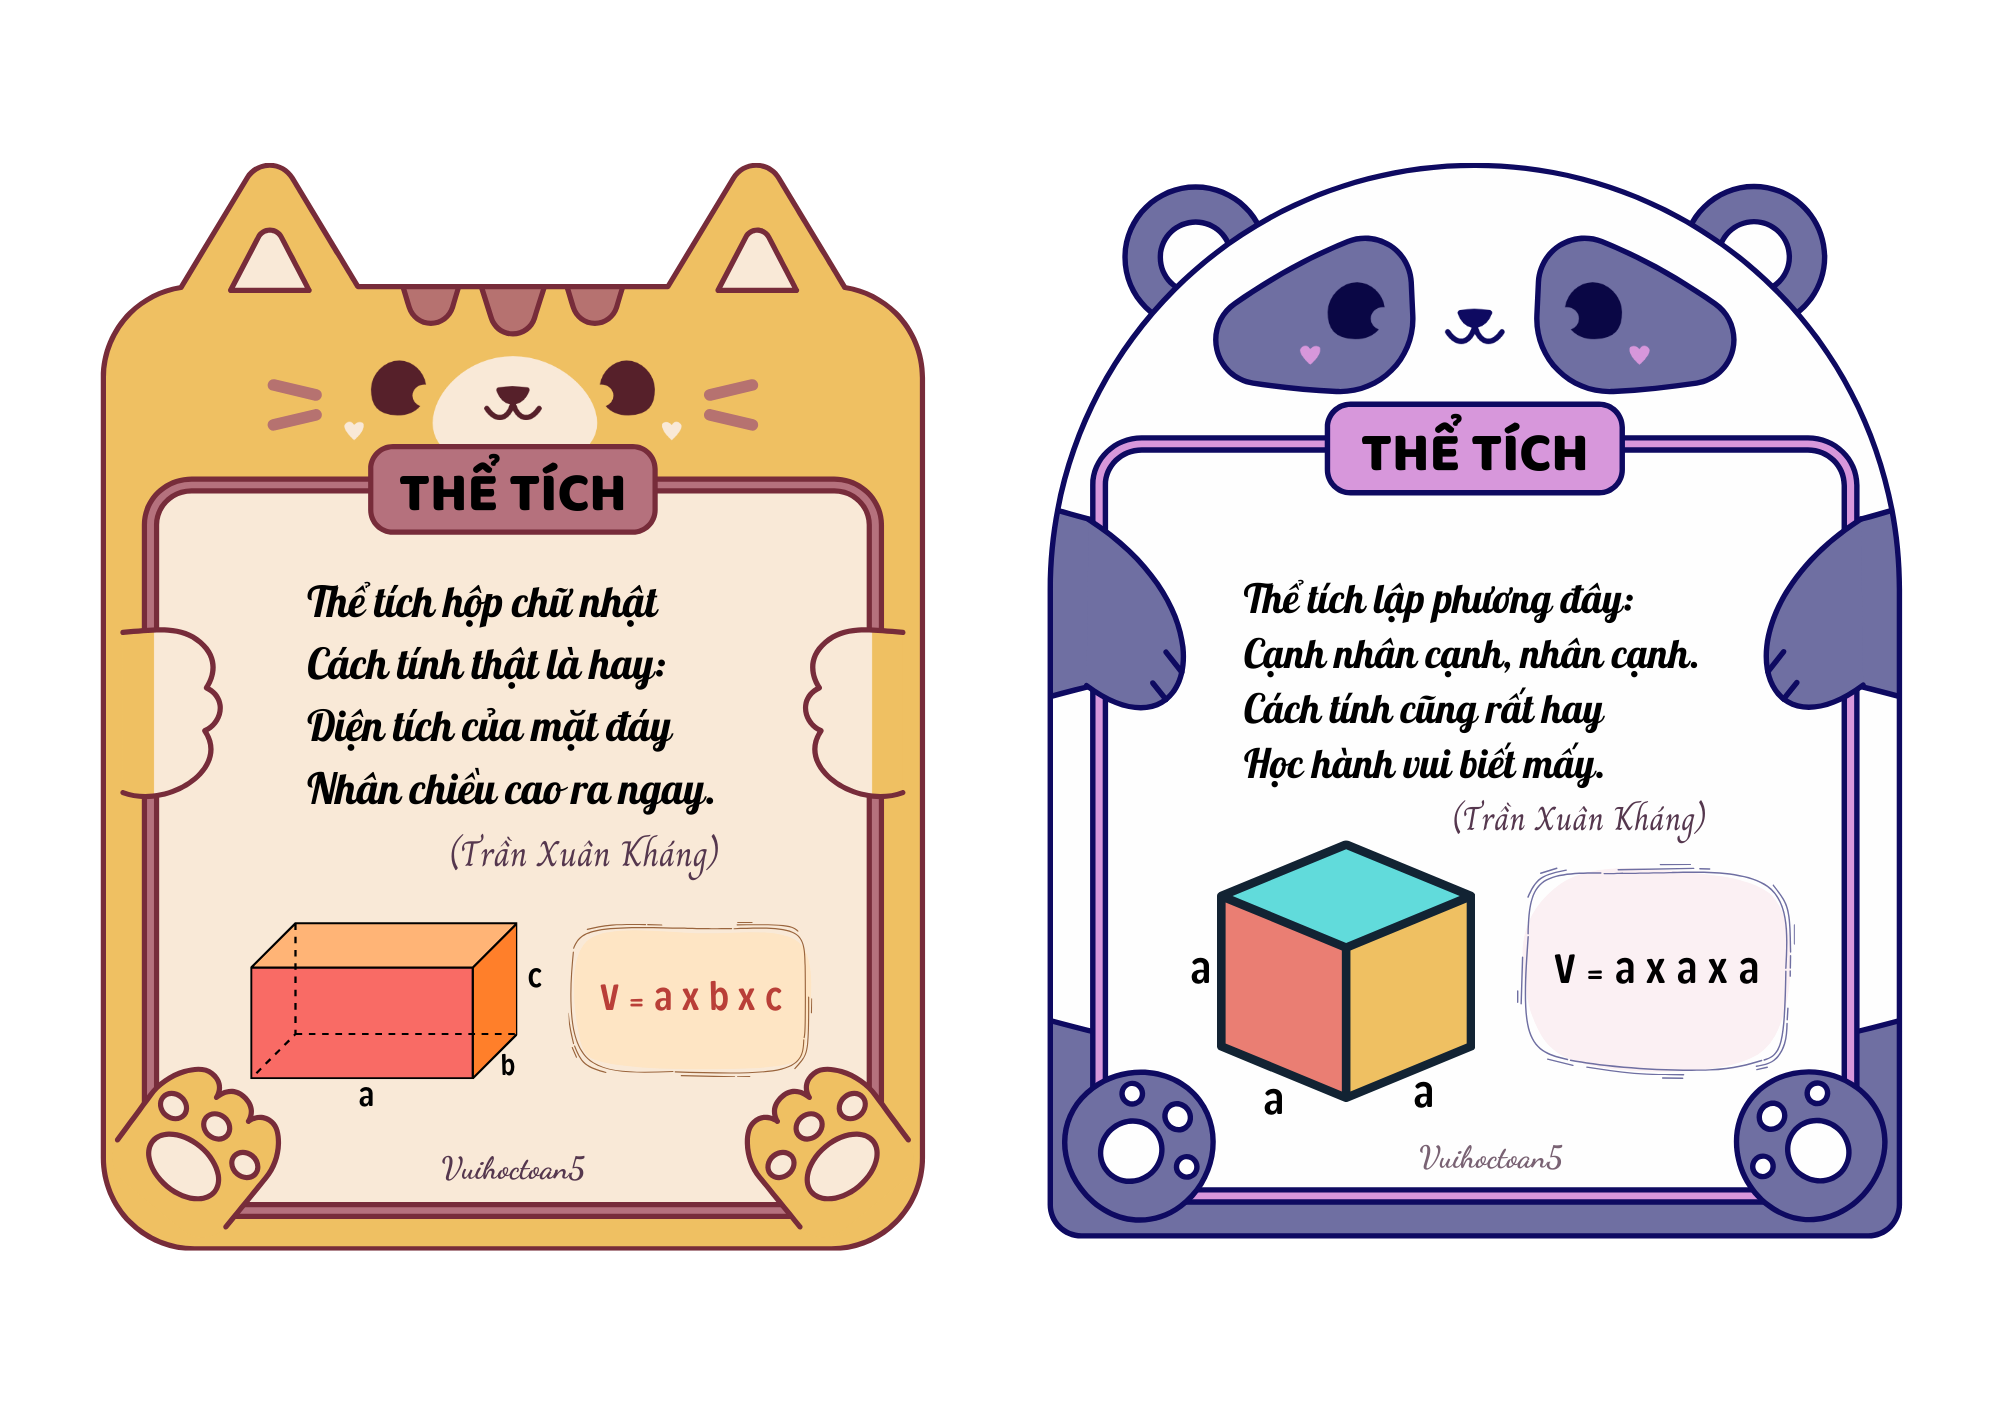 THỂ TÍCH
Thể tích hộp chữ nhật
Cách tính thật là hay:
Diện tích của mặt đáy
Nhân chiều cao ra ngay.
(Trần Xuân Kháng)
c
V = a x b x c
b
a
Vuihoctoan5
THỂ TÍCH
Thể tích lập phương đây:
Cạnh nhân cạnh, nhân cạnh.
Cách tính cũng rất hay
Học hành vui biết mấy.
(Trần Xuân Kháng)
a
V = a x a x a
a
a
Vuihoctoan5